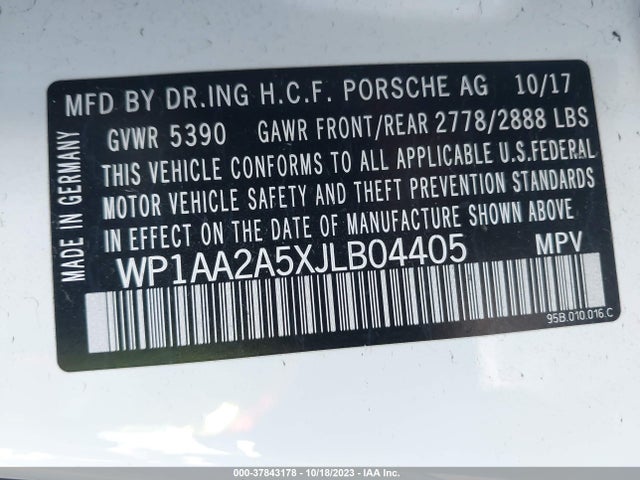 MFD BY DR.ING H.C.F. PORSCHE AG 10/17
GVWR 5390 GAWR FRONT/REAR 2778/2888 LBS
THIS VEHICLE CONFORMS TO ALL APPLICABLE U.S.FEDERAL
MOTOR VEHICLE SAFETY AND THEFT PREVENTION STANDARDS
IN EFFECT ON THE DATE OF MANUFACTURE SHOWN ABOVE
WP1AA2A5XJLB04405 MPV
MADE IN GERMANY
95B.010.016.C
000-37843178 - 10/18/2023 - IAA Inc.